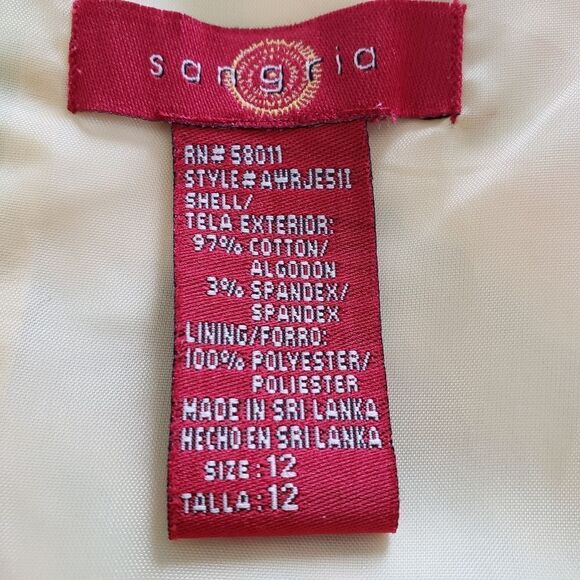 sangria
RN# 58011
STYLE# AWRJE51I
SHELL/
TELA EXTERIOR:
97% COTTON/
ALGODON
3% SPANDEX/
SPANDEX
LINING/FORRO:
100% POLYESTER/
POLIESTER
MADE IN SRI LANKA
HECHO EN SRI LANKA
SIZE: 12
TALLA: 12